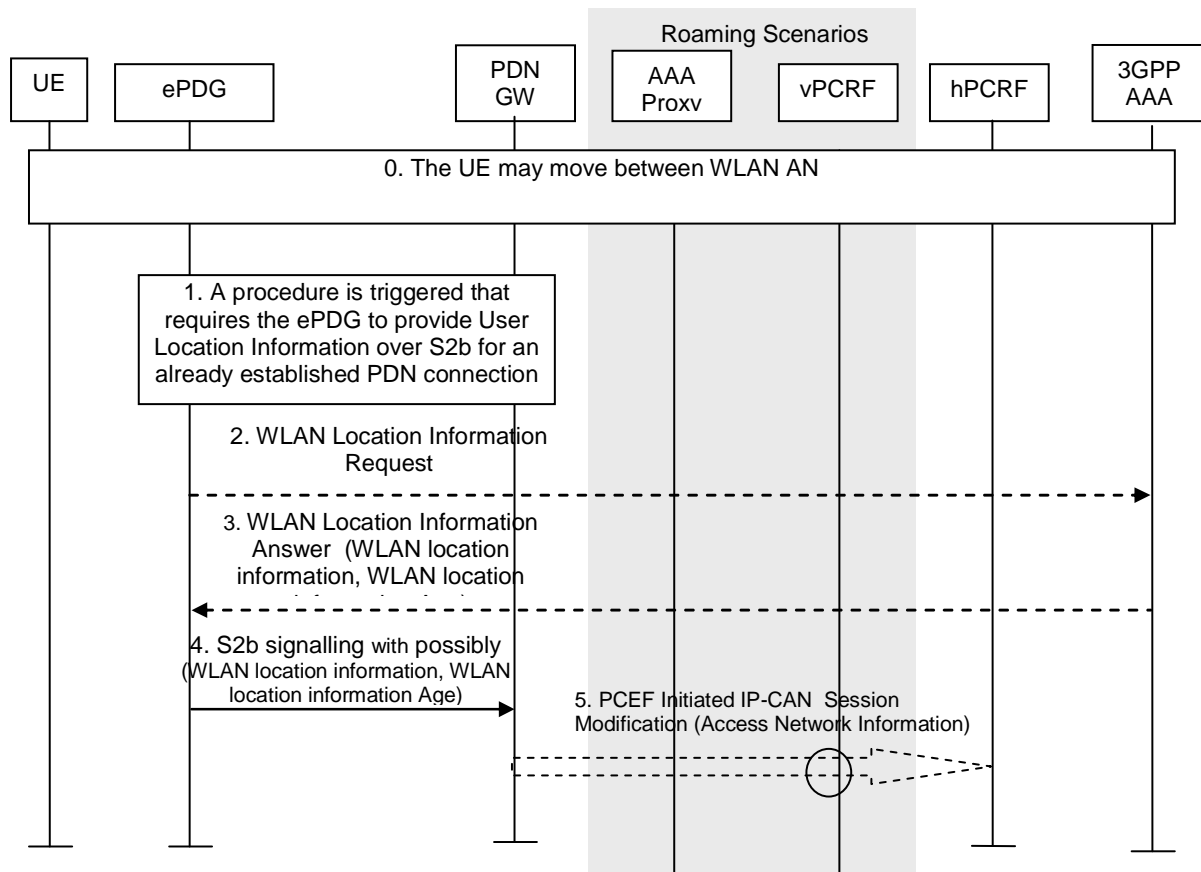 Roaming Scenarios
UE
ePDG
PDN
GW
AAA
Proxv
vPCRF
hPCRF
3GPP
AAA
0. The UE may move between WLAN AN
1. A procedure is triggered that
requires the ePDG to provide User
Location Information over S2b for an
already established PDN connection
2. WLAN Location Information
Request
3. WLAN Location Information
Answer (WLAN location
information, WLAN location
4. S2b signalling with possibly
(WLAN location information, WLAN
location information Age)
5. PCEF Initiated IP-CAN Session
Modification (Access Network Information)